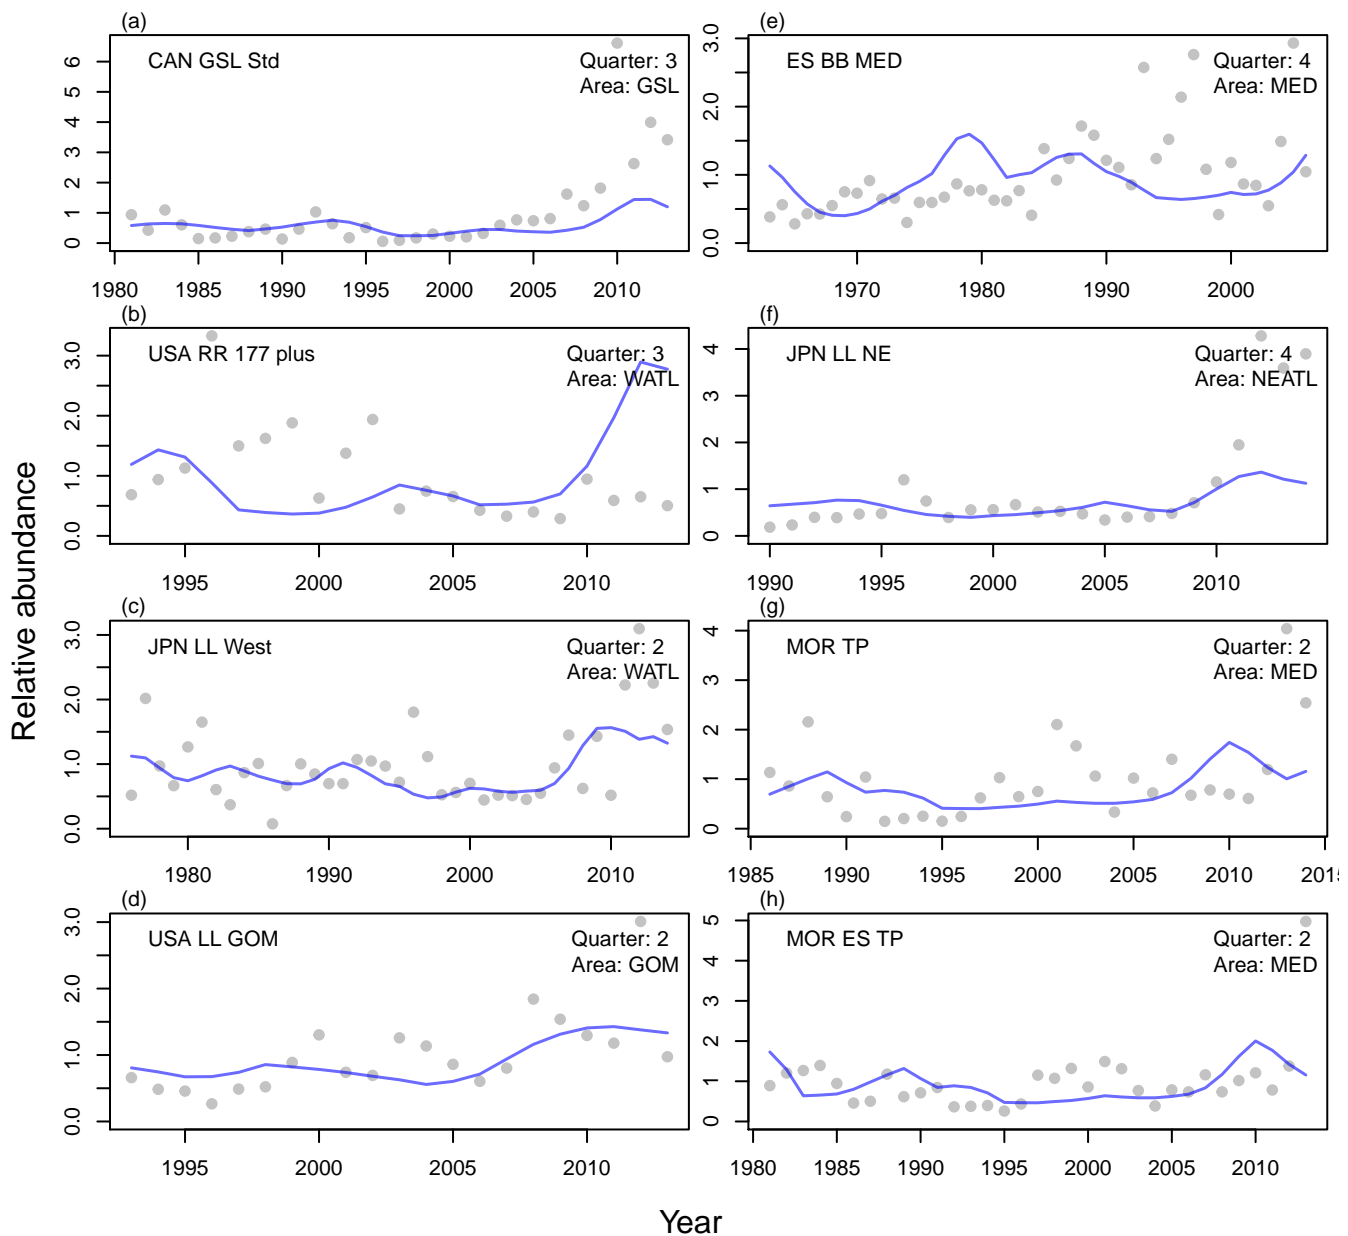 (a)
CAN GSL Std
Quarter: 3
Area: GSL
0 1 2 3 4 5 6
1980 1985 1990 1995 2000 2005 2010
(b)
USA RR 177 plus
Quarter: 3
Area: WATL
0.0 1.0 2.0 3.0
1995 2000 2005 2010
(c)
JPN LL West
Quarter: 2
Area: WATL
0.0 1.0 2.0 3.0
1980 1990 2000 2010
(d)
USA LL GOM
Quarter: 2
Area: GOM
0.0 1.0 2.0 3.0
1995 2000 2005 2010
(e)
ES BB MED
Quarter: 4
Area: MED
0.0 1.0 2.0 3.0
1970 1980 1990 2000
(f)
JPN LL NE
Quarter: 4
Area: NEATL
0 1 2 3 4
1990 1995 2000 2005 2010
(g)
MOR TP
Quarter: 2
Area: MED
0 1 2 3 4
1985 1990 1995 2000 2005 2010
(h)
MOR ES TP
Quarter: 2
Area: MED
0 1 2 3 4 5
1980 1985 1990 1995 2000 2005 2010
Relative abundance
Year